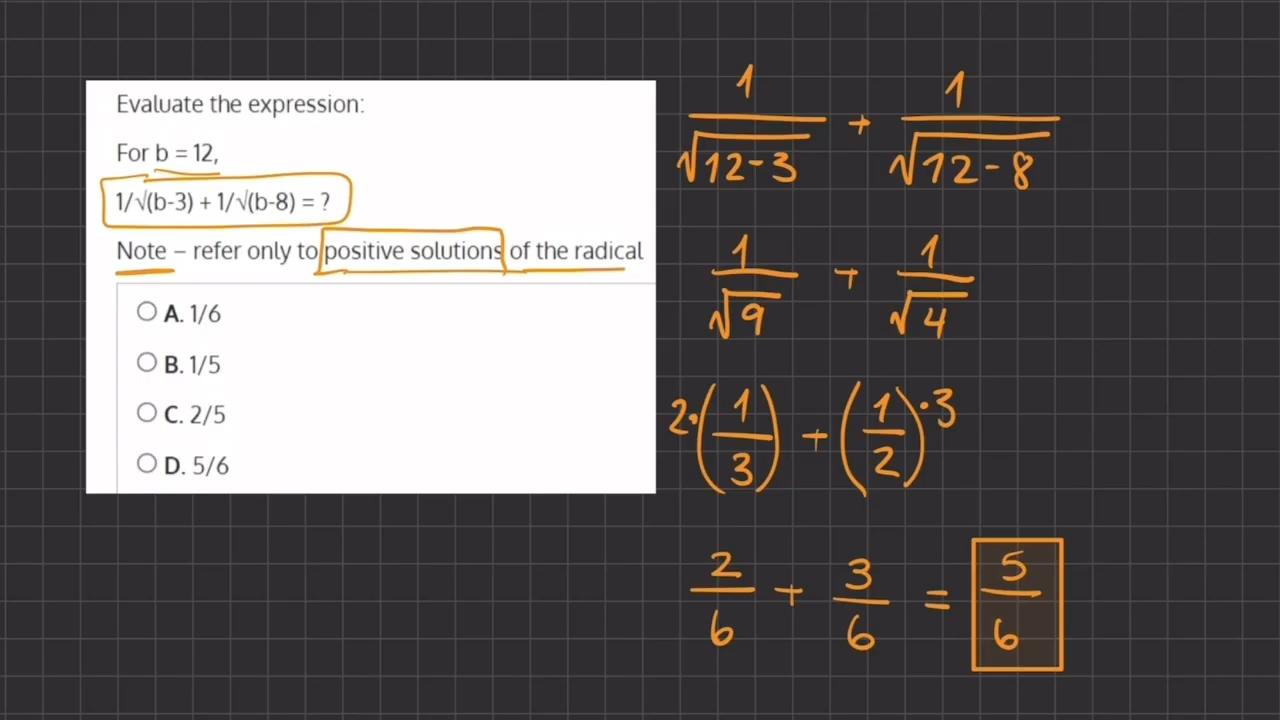 Evaluate the expression:
For b = 12,
1/√(b-3) + 1/√(b-8) = ?
Note – refer only to positive solutions of the radical
A. 1/6
B. 1/5
C. 2/5
D. 5/6
1 1
+
√12-3 √12-8
1 1
+
√9 √4
2·(1/3) + (1/2)·3
2/6 + 3/6 = 5/6